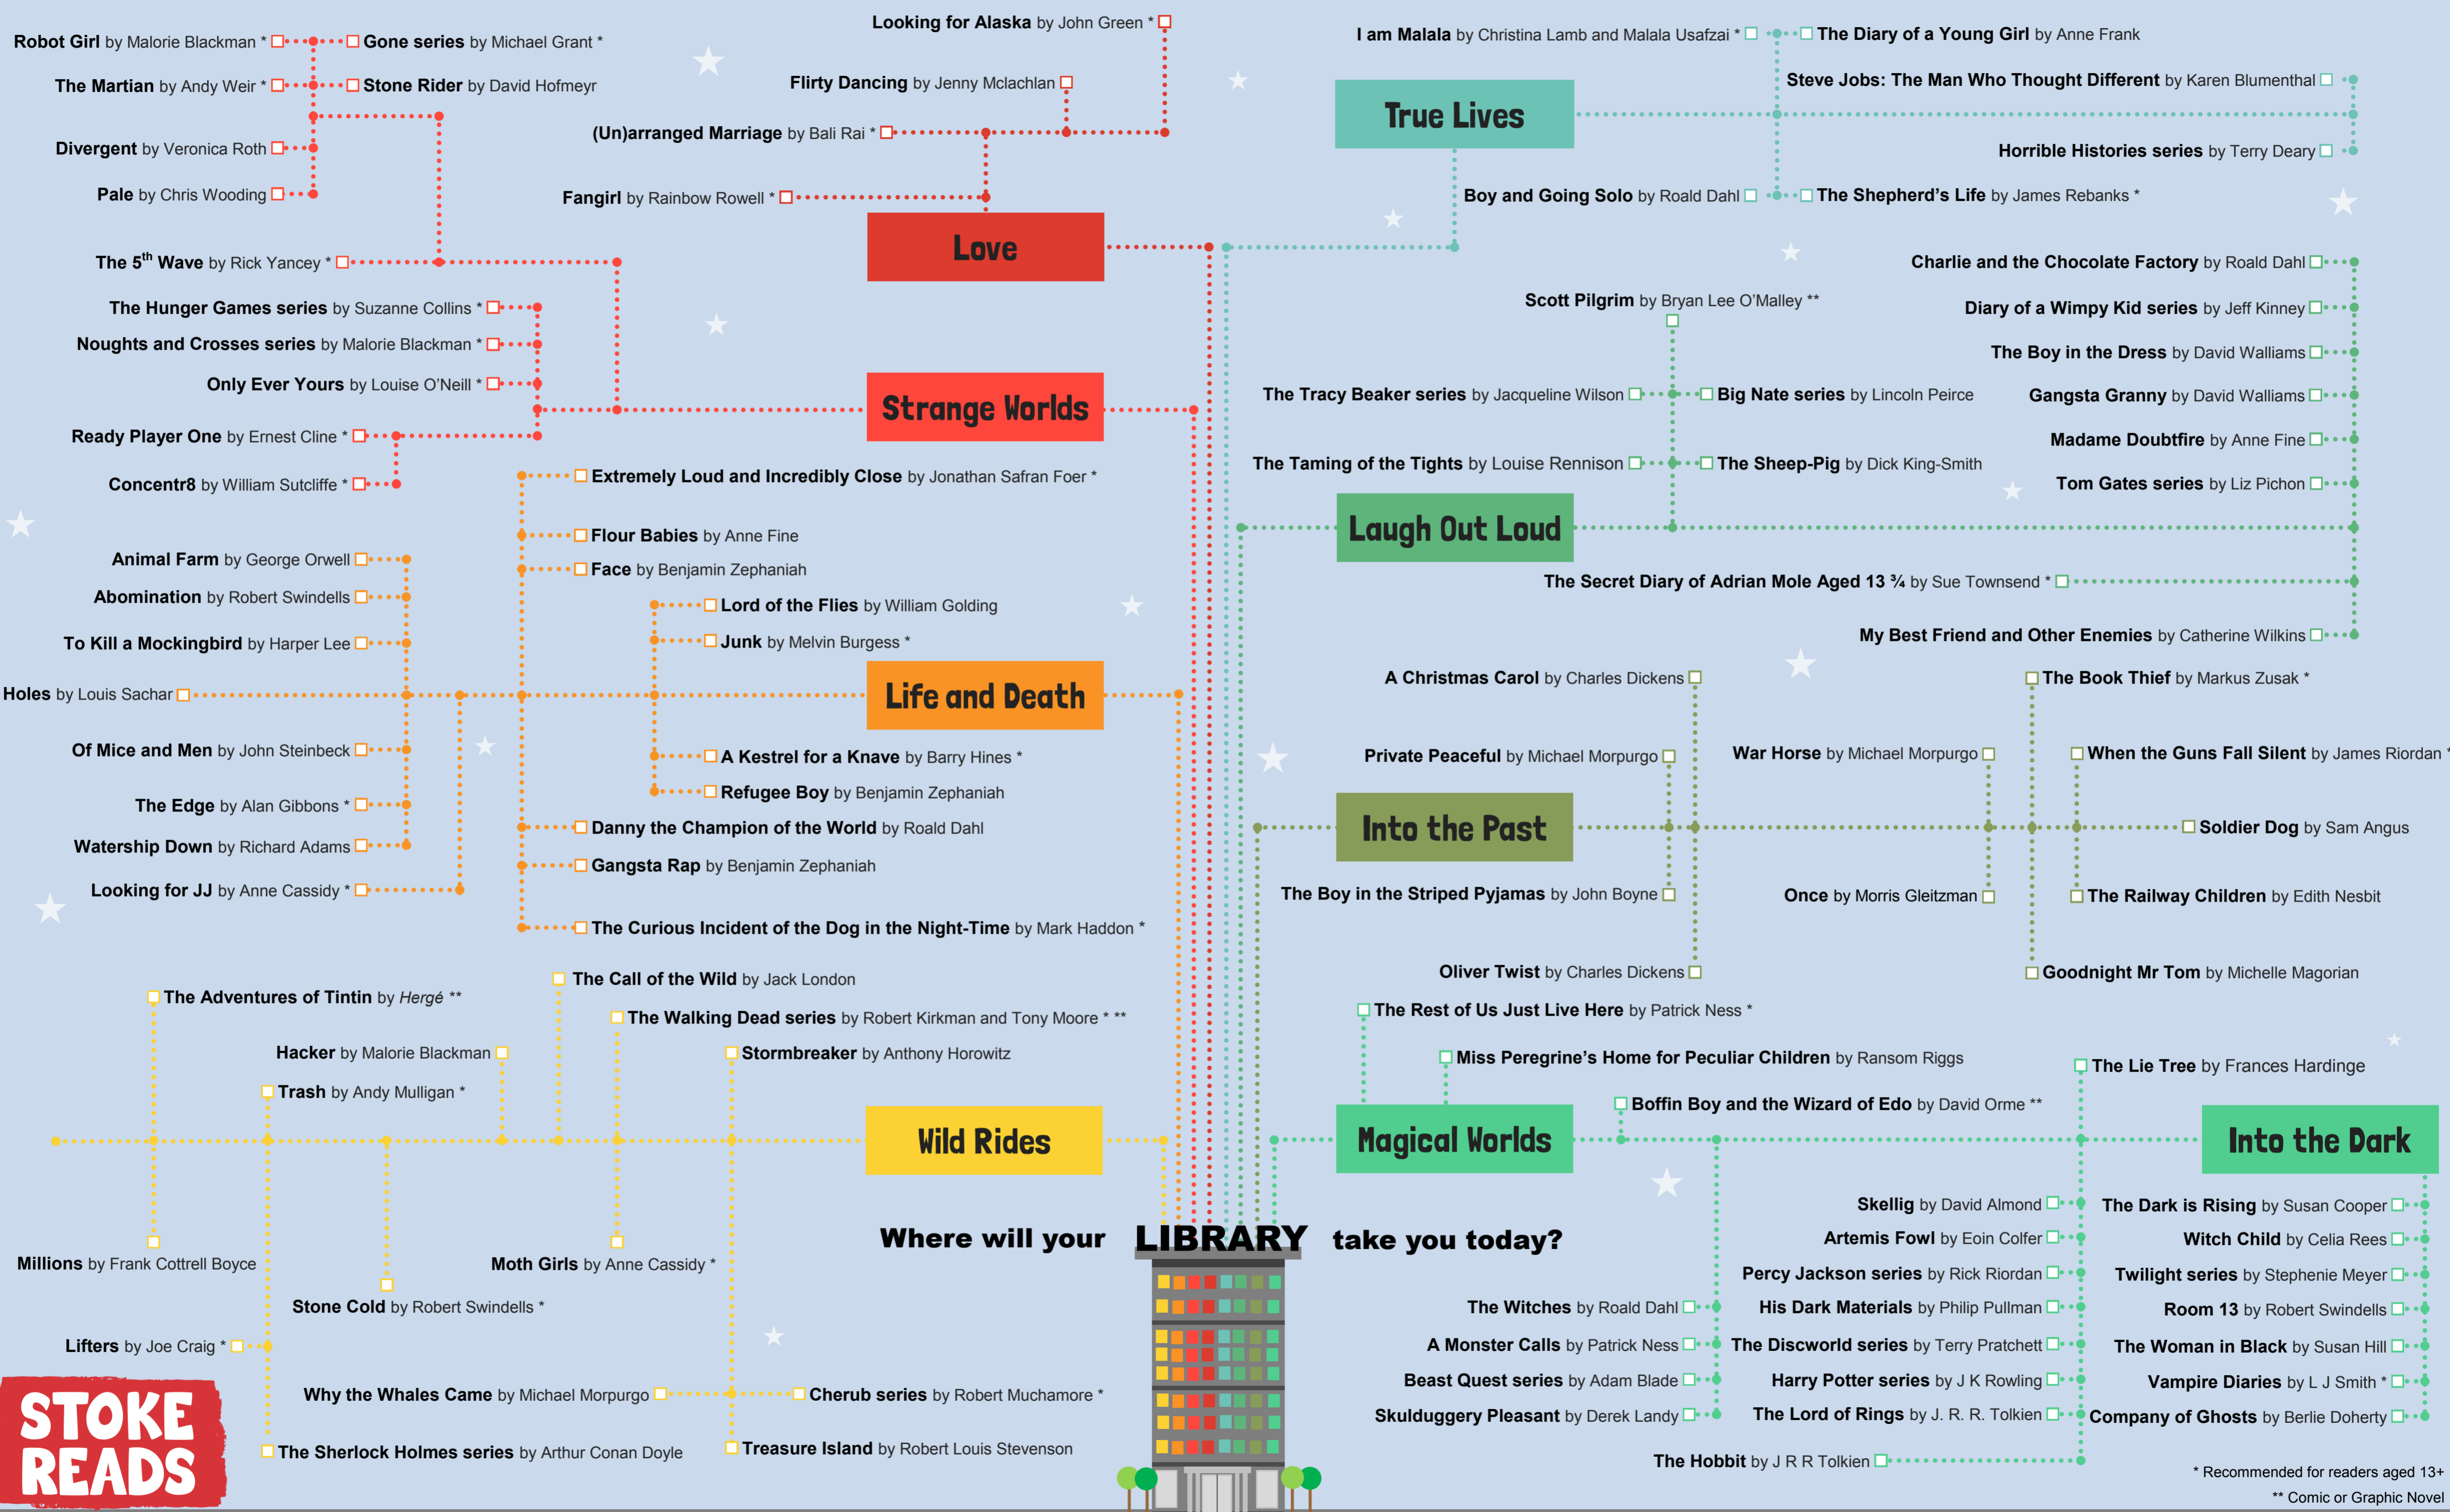 Robot Girl by Malorie Blackman *
Gone series by Michael Grant *
The Martian by Andy Weir *
Stone Rider by David Hofmeyr
Divergent by Veronica Roth
Pale by Chris Wooding
The 5th Wave by Rick Yancey *
The Hunger Games series by Suzanne Collins *
Noughts and Crosses series by Malorie Blackman *
Only Ever Yours by Louise O'Neill *
Ready Player One by Ernest Cline *
Concentr8 by William Sutcliffe *
Strange Worlds
Looking for Alaska by John Green *
Flirty Dancing by Jenny Mclachlan
(Un)arranged Marriage by Bali Rai *
Fangirl by Rainbow Rowell *
Love
I am Malala by Christina Lamb and Malala Usafzai *
The Diary of a Young Girl by Anne Frank
Steve Jobs: The Man Who Thought Different by Karen Blumenthal
True Lives
Horrible Histories series by Terry Deary
Boy and Going Solo by Roald Dahl
The Shepherd's Life by James Rebanks *
Scott Pilgrim by Bryan Lee O'Malley **
The Tracy Beaker series by Jacqueline Wilson
Big Nate series by Lincoln Peirce
The Taming of the Tights by Louise Rennison
The Sheep-Pig by Dick King-Smith
Charlie and the Chocolate Factory by Roald Dahl
Diary of a Wimpy Kid series by Jeff Kinney
The Boy in the Dress by David Walliams
Gangsta Granny by David Walliams
Madame Doubtfire by Anne Fine
Tom Gates series by Liz Pichon
Laugh Out Loud
The Secret Diary of Adrian Mole Aged 13 ¾ by Sue Townsend *
My Best Friend and Other Enemies by Catherine Wilkins
Extremely Loud and Incredibly Close by Jonathan Safran Foer *
Flour Babies by Anne Fine
Face by Benjamin Zephaniah
Lord of the Flies by William Golding
Junk by Melvin Burgess *
Animal Farm by George Orwell
Abomination by Robert Swindells
To Kill a Mockingbird by Harper Lee
Holes by Louis Sachar
Life and Death
Of Mice and Men by John Steinbeck
The Edge by Alan Gibbons *
Watership Down by Richard Adams
Looking for JJ by Anne Cassidy *
A Kestrel for a Knave by Barry Hines *
Refugee Boy by Benjamin Zephaniah
Danny the Champion of the World by Roald Dahl
Gangsta Rap by Benjamin Zephaniah
The Curious Incident of the Dog in the Night-Time by Mark Haddon *
A Christmas Carol by Charles Dickens
The Book Thief by Markus Zusak *
Private Peaceful by Michael Morpurgo
War Horse by Michael Morpurgo
When the Guns Fall Silent by James Riordan *
Into the Past
Soldier Dog by Sam Angus
The Boy in the Striped Pyjamas by John Boyne
Once by Morris Gleitzman
The Railway Children by Edith Nesbit
Oliver Twist by Charles Dickens
Goodnight Mr Tom by Michelle Magorian
The Adventures of Tintin by Hergé **
The Call of the Wild by Jack London
The Walking Dead series by Robert Kirkman and Tony Moore * **
Hacker by Malorie Blackman
Stormbreaker by Anthony Horowitz
Trash by Andy Mulligan *
Wild Rides
Millions by Frank Cottrell Boyce
Moth Girls by Anne Cassidy *
Stone Cold by Robert Swindells *
Lifters by Joe Craig *
Why the Whales Came by Michael Morpurgo
Cherub series by Robert Muchamore *
The Sherlock Holmes series by Arthur Conan Doyle
Treasure Island by Robert Louis Stevenson
The Rest of Us Just Live Here by Patrick Ness *
Miss Peregrine's Home for Peculiar Children by Ransom Riggs
The Lie Tree by Frances Hardinge
Boffin Boy and the Wizard of Edo by David Orme **
Magical Worlds
Into the Dark
The Witches by Roald Dahl
A Monster Calls by Patrick Ness
Beast Quest series by Adam Blade
Skulduggery Pleasant by Derek Landy
Skellig by David Almond
Artemis Fowl by Eoin Colfer
Percy Jackson series by Rick Riordan
His Dark Materials by Philip Pullman
The Discworld series by Terry Pratchett
Harry Potter series by J K Rowling
The Lord of Rings by J. R. R. Tolkien
The Hobbit by J R R Tolkien
The Dark is Rising by Susan Cooper
Witch Child by Celia Rees
Twilight series by Stephenie Meyer
Room 13 by Robert Swindells
The Woman in Black by Susan Hill
Vampire Diaries by L J Smith *
Company of Ghosts by Berlie Doherty
Where will your LIBRARY take you today?
STOKE
READS
* Recommended for readers aged 13+
** Comic or Graphic Novel